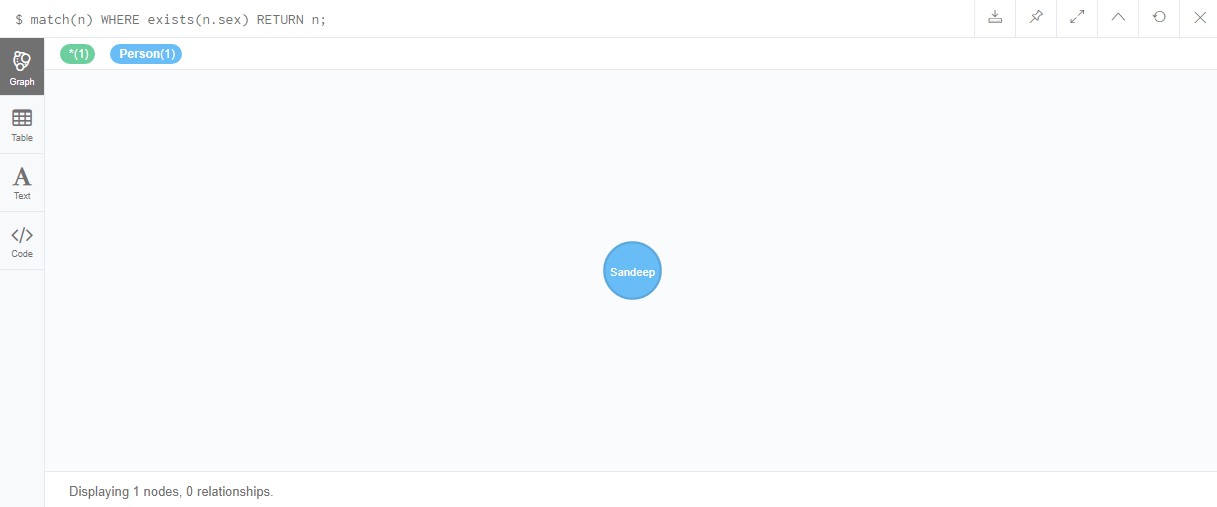 $ match(n) WHERE exists(n.sex) RETURN n;
*(1) Person(1)
Graph
Table
A
Text
</>
Code
Sandeep
Displaying 1 nodes, 0 relationships.